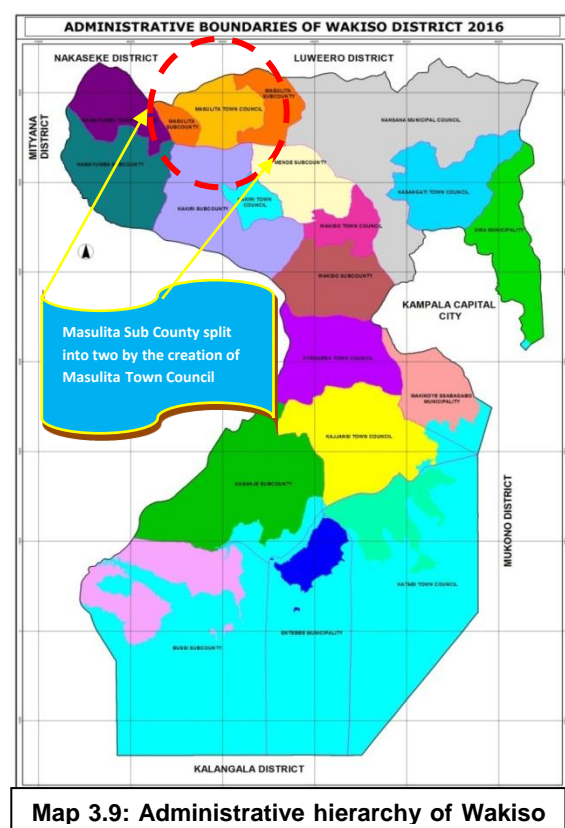 ADMINISTRATIVE BOUNDARIES OF WAKISO DISTRICT 2016
NAKASEKE DISTRICT
LUWEERO DISTRICT
MITYANA
DISTRICT
MASULITA
SUBCOUNTY
MASULITA TOWN COUNCIL
MASULITA
SUBCOUNTY
NANSANA MUNICIPAL COUNCIL
NAMAYUMBA SUBCOUNTY
MENDE SUBCOUNTY
KASANGATI TOWN COUNCIL
KAKIRI SUBCOUNTY
KAKIRI TOWN
COUNCIL
KIRA MUNICIPALITY
WAKISO TOWN COUNCIL
WAKISO SUBCOUNTY
KAMPALA CAPITAL
CITY
Masulita Sub County split
into two by the creation of
Masulita Town Council
KYENGERA TOWN COUNCIL
MAKINDYE SSABAGABO
MUNICIPALITY
KAJJANSI TOWN COUNCIL
KASANJE SUBCOUNTY
MUKONO DISTRICT
KATABI TOWN COUNCIL
ENTEBBE MUNICIPALITY
BUSSI SUBCOUNTY
KALANGALA DISTRICT
Map 3.9: Administrative hierarchy of Wakiso